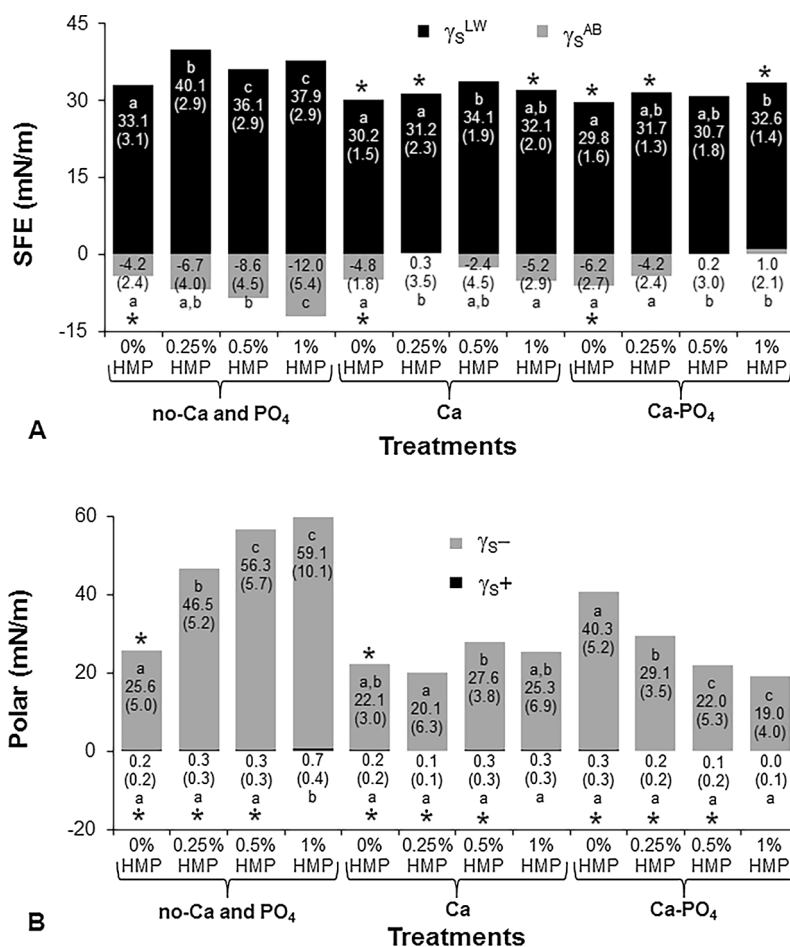 45
γSLW γSAB
* * * * * *
30
a b c c a a b a,b a a,b a,b b
33.1 40.1 36.1 37.9 30.2 31.2 34.1 32.1 29.8 31.7 30.7 32.6
(3.1) (2.9) (2.9) (2.9) (1.5) (2.3) (1.9) (2.0) (1.6) (1.3) (1.8) (1.4)
15
SFE (mN/m)
0
-4.2 -6.7 -8.6 -12.0 -4.8 0.3 -2.4 -5.2 -6.2 -4.2 0.2 1.0
(2.4) (4.0) (4.5) (5.4) (1.8) (3.5) (4.5) (2.9) (2.7) (2.4) (3.0) (2.1)
a a,b b c a b a,b a a a b b
* * *
-15
0% 0.25% 0.5% 1% 0% 0.25% 0.5% 1% 0% 0.25% 0.5% 1%
HMP HMP HMP HMP HMP HMP HMP HMP HMP HMP HMP HMP
no-Ca and PO4 Ca Ca-PO4
A
Treatments
60
γS−
γS+
c c
56.3 59.1
(5.7) (10.1)
b
46.5
(5.2)
40
a
40.3
(5.2)
* *
a a,b a b a,b b c c
25.6 22.1 20.1 27.6 25.3 29.1 22.0 19.0
(5.0) (3.0) (6.3) (3.8) (6.9) (3.5) (5.3) (4.0)
20
Polar (mN/m)
0
0.2 0.3 0.3 0.7 0.2 0.1 0.3 0.3 0.3 0.2 0.1 0.0
(0.2) (0.3) (0.3) (0.4) (0.2) (0.1) (0.3) (0.3) (0.3) (0.2) (0.2) (0.1)
a a a b a a a a a a a a
* * * * * * * * *
-20
0% 0.25% 0.5% 1% 0% 0.25% 0.5% 1% 0% 0.25% 0.5% 1%
HMP HMP HMP HMP HMP HMP HMP HMP HMP HMP HMP HMP
no-Ca and PO4 Ca Ca-PO4
B
Treatments